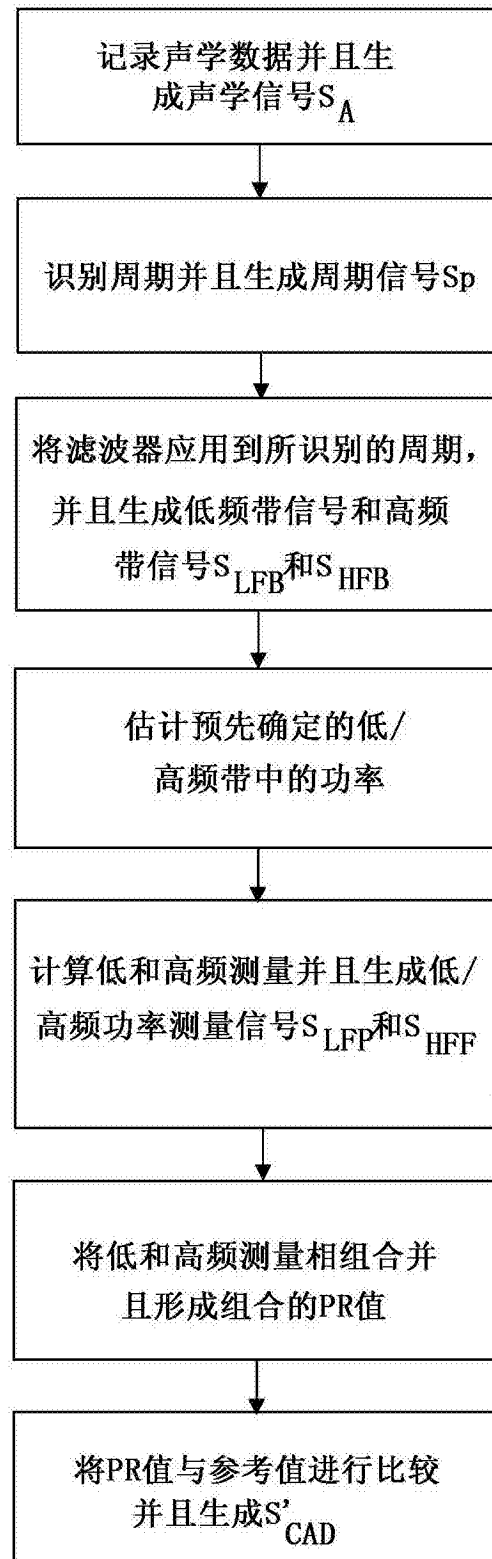 记录声学数据并且生
成声学信号S_A
识别周期并且生成周期信号Sp
将滤波器应用到所识别的周期，
并且生成低频带信号和高频
带信号S_LFB和S_HFB
估计预先确定的低/
高频带中的功率
计算低和高频测量并且生成低/
高频功率测量信号S_LFP和S_HFF
将低和高频测量相组合并
且形成组合的PR值
将PR值与参考值进行比较
并且生成S'_CAD